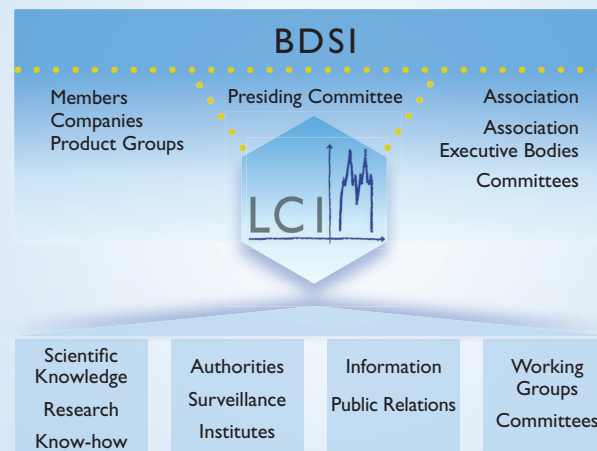 BDSI
Members
Companies
Product Groups
Presiding Committee
Association
Association
Executive Bodies
Committees
LCI
Scientific
Knowledge
Research
Know-how
Authorities
Surveillance
Institutes
Information
Public Relations
Working
Groups
Committees